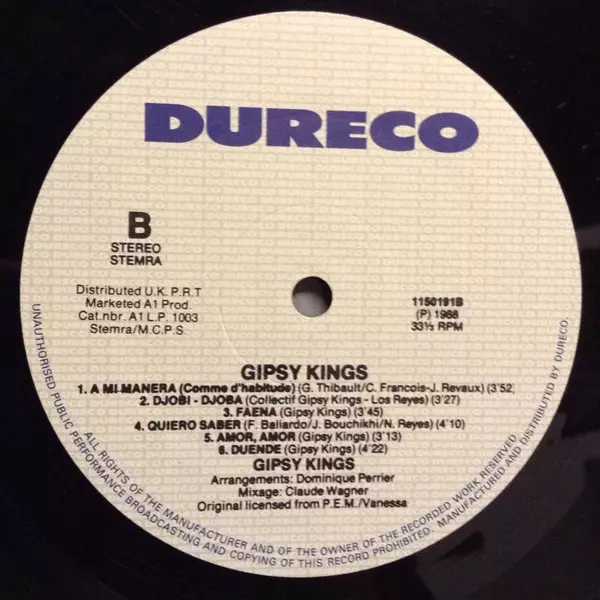 DURECO
B
STEREO
STEMRA
Distributed U.K. P.R.T
Marketed A1 Prod.
Cat.nbr. A1 L.P. 1003
Stemra/M.C.P.S.
1150191B
(P) 1988
33⅓ RPM
GIPSY KINGS
1. A MI MANERA (Comme d'habitude) (G. Thibault/C. Francois-J. Revaux) (3'52)
2. DJOBI - DJOBA (Collectif Gipsy Kings - Los Reyes) (3'27)
3. FAENA (Gipsy Kings) (3'45)
4. QUIERO SABER (F. Ballardo/J. Bouchikhi/N. Reyes) (4'10)
5. AMOR, AMOR (Gipsy Kings) (3'13)
6. DUENDE (Gipsy Kings) (4'22)
GIPSY KINGS
Arrangements: Dominique Perrier
Mixage: Claude Wagner
Original licensed from P.E.M./Vanessa
ALL RIGHTS OF THE MANUFACTURER AND OF THE OWNER OF THE RECORDED WORK RESERVED
UNAUTHORISED PUBLIC PERFORMANCE BROADCASTING AND COPYING OF THIS RECORD PROHIBITED. MANUFACTURED AND DISTRIBUTED BY DURECO.